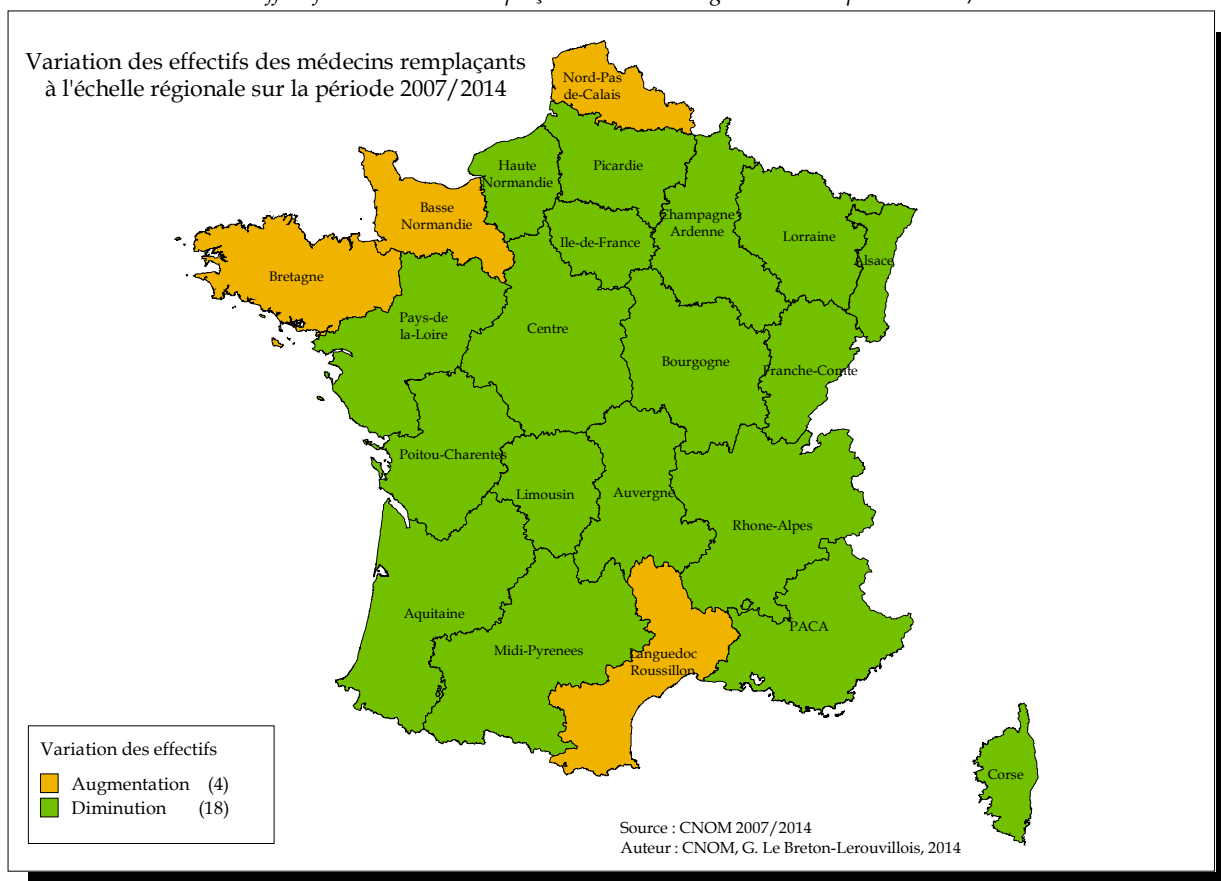 Variation des effectifs des médecins remplaçants
à l'échelle régionale sur la période 2007/2014
Nord-Pas
de-Calais
Haute
Normandie
Picardie
Basse
Normandie
Champagne
Ardenne
Ile-de-France
Lorraine
Alsace
Bretagne
Pays-de
la-Loire
Centre
Bourgogne
Franche-Comte
Poitou-Charentes
Limousin
Auvergne
Rhone-Alpes
Aquitaine
Midi-Pyrenees
Languedoc
Roussillon
PACA
Corse
Variation des effectifs
Augmentation (4)
Diminution (18)
Source : CNOM 2007/2014
Auteur : CNOM, G. Le Breton-Lerouvillois, 2014